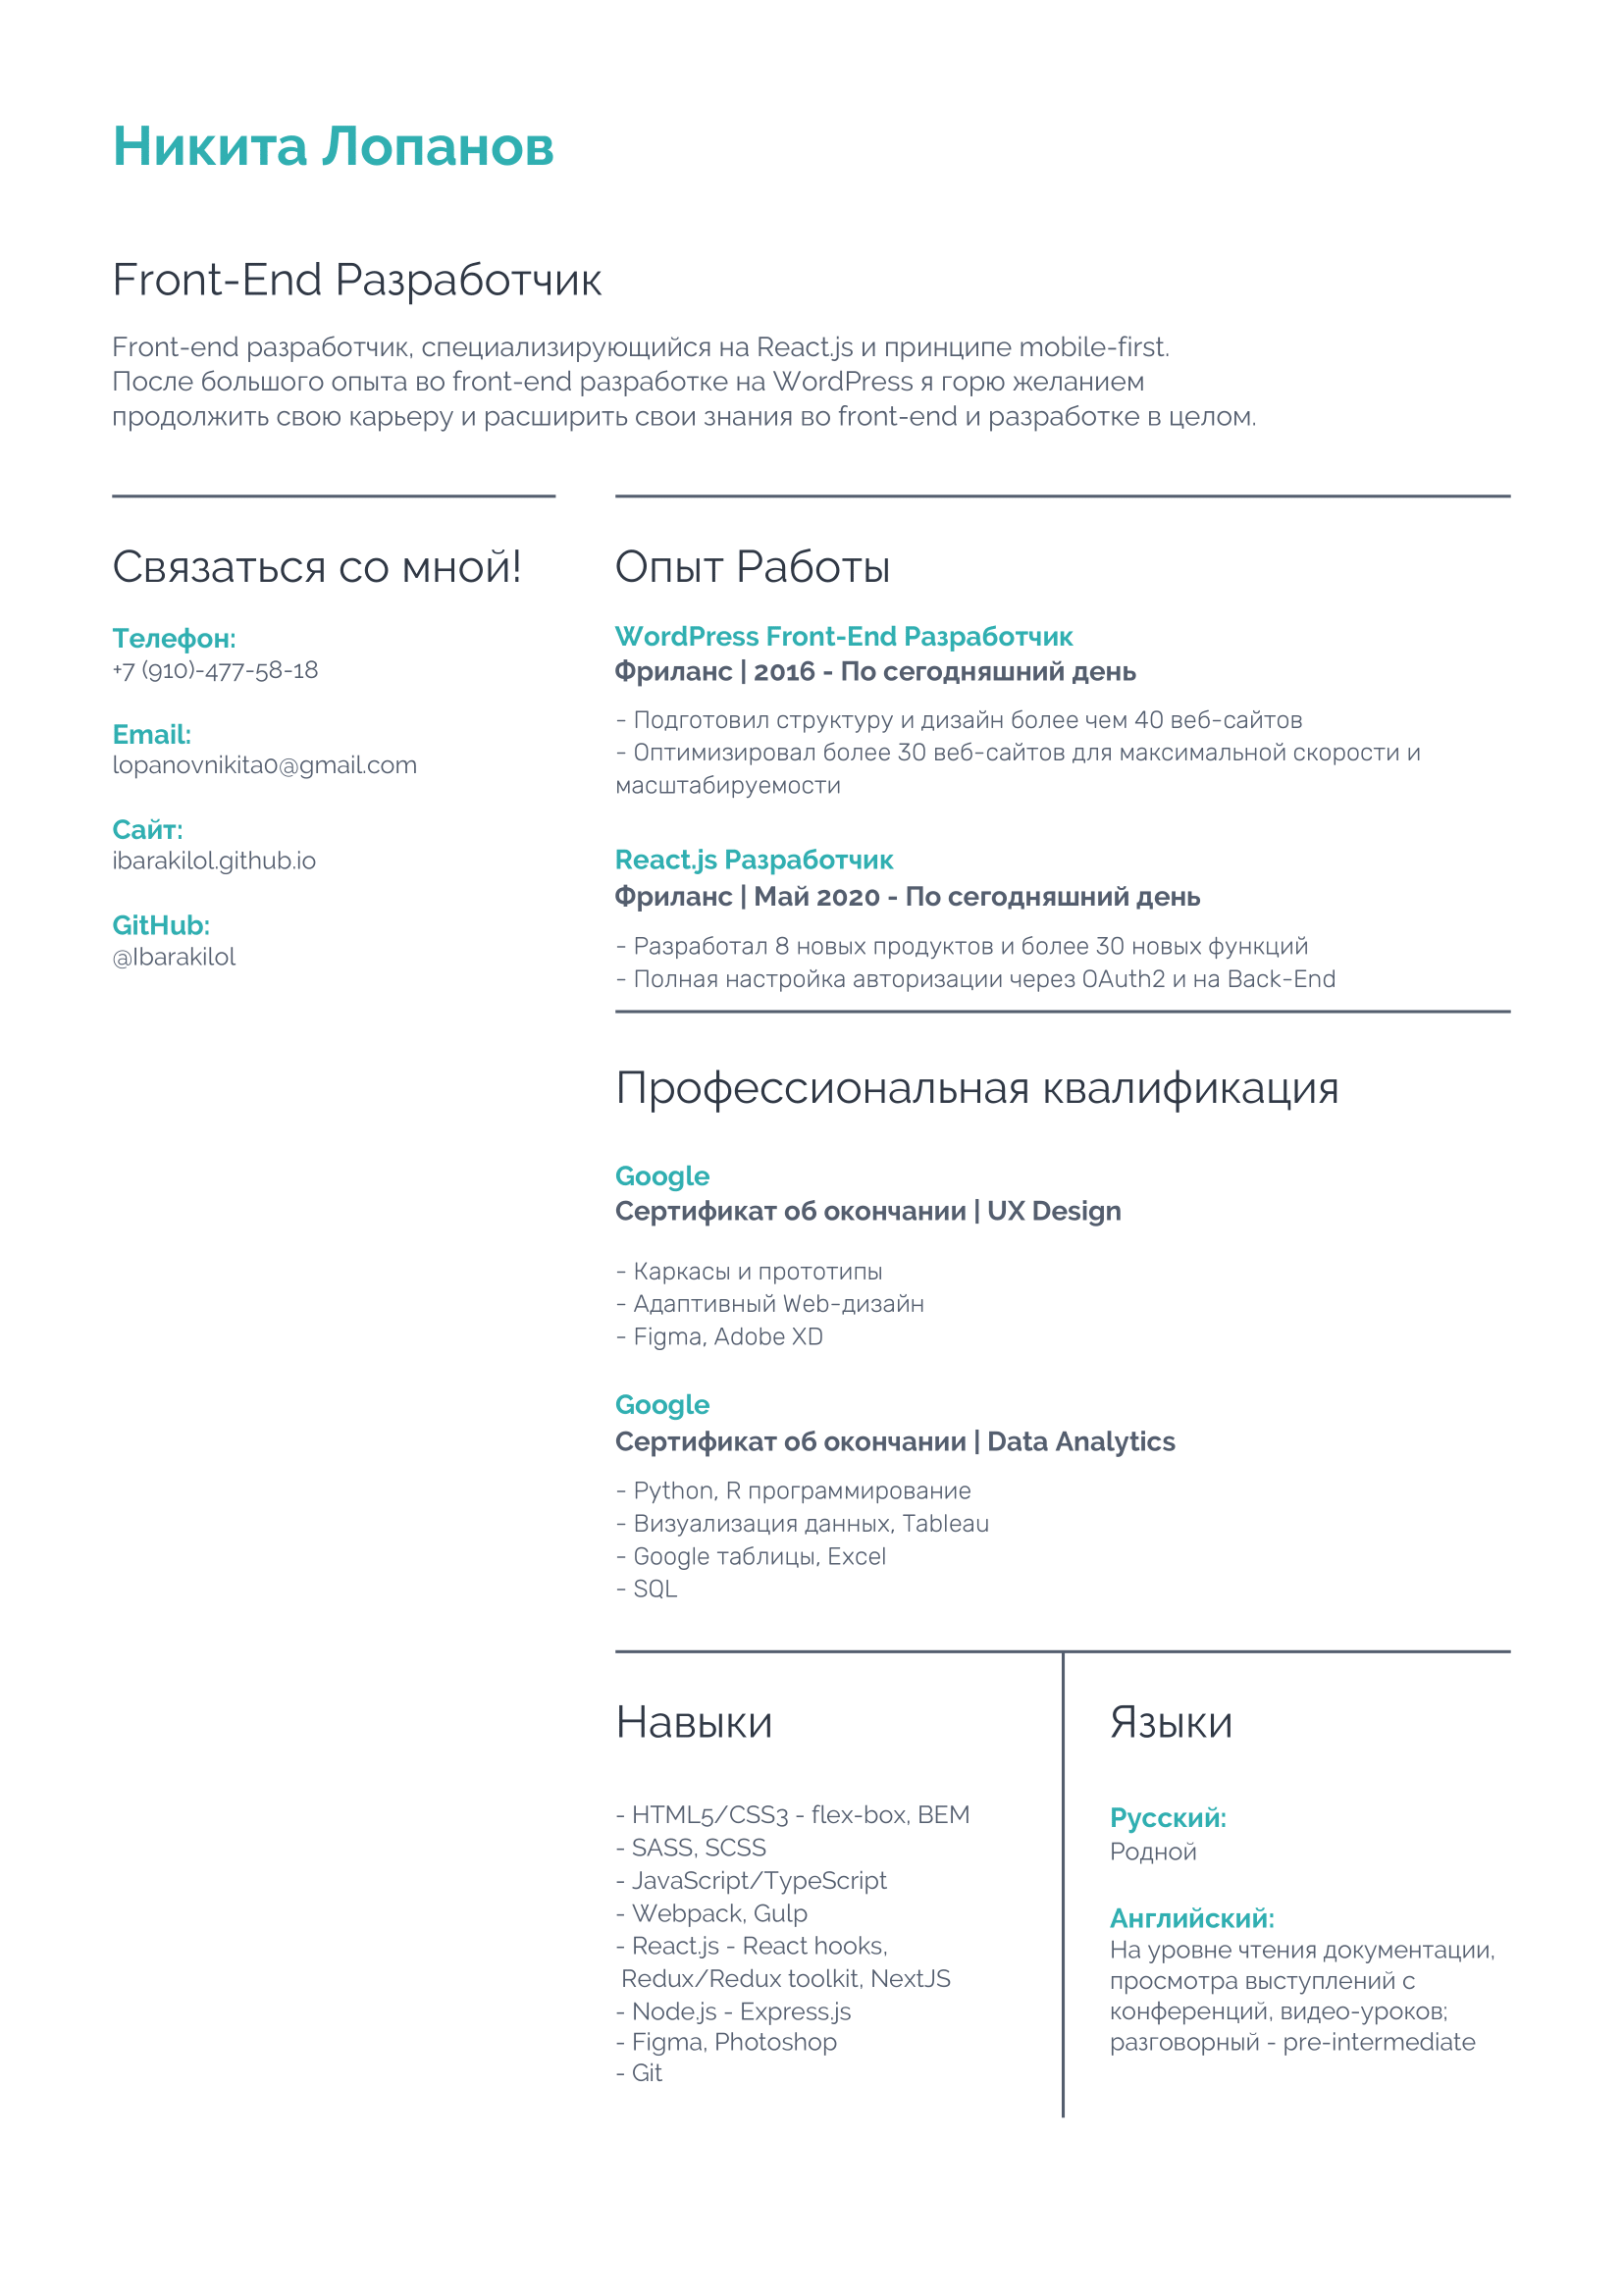 Никита Лопанов
Front-End Разработчик
Front-end разработчик, специализирующийся на React.js и принципе mobile-first.
После большого опыта во front-end разработке на WordPress я горю желанием
продолжить свою карьеру и расширить свои знания во front-end и разработке в целом.
Связаться со мной!
Телефон:
+7 (910)-477-58-18
Email:
lopanovnikita0@gmail.com
Сайт:
ibarakilol.github.io
GitHub:
@Ibarakilol
Опыт Работы
WordPress Front-End Разработчик
Фриланс | 2016 - По сегодняшний день
- Подготовил структуру и дизайн более чем 40 веб-сайтов
- Оптимизировал более 30 веб-сайтов для максимальной скорости и
масштабируемости
React.js Разработчик
Фриланс | Май 2020 - По сегодняшний день
- Разработал 8 новых продуктов и более 30 новых функций
- Полная настройка авторизации через OAuth2 и на Back-End
Профессиональная квалификация
Google
Сертификат об окончании | UX Design
- Каркасы и прототипы
- Адаптивный Web-дизайн
- Figma, Adobe XD
Google
Сертификат об окончании | Data Analytics
- Python, R программирование
- Визуализация данных, Tableau
- Google таблицы, Excel
- SQL
Навыки
- HTML5/CSS3 - flex-box, BEM
- SASS, SCSS
- JavaScript/TypeScript
- Webpack, Gulp
- React.js - React hooks,
Redux/Redux toolkit, NextJS
- Node.js - Express.js
- Figma, Photoshop
- Git
Языки
Русский:
Родной
Английский:
На уровне чтения документации,
просмотра выступлений с
конференций, видео-уроков;
разговорный - pre-intermediate